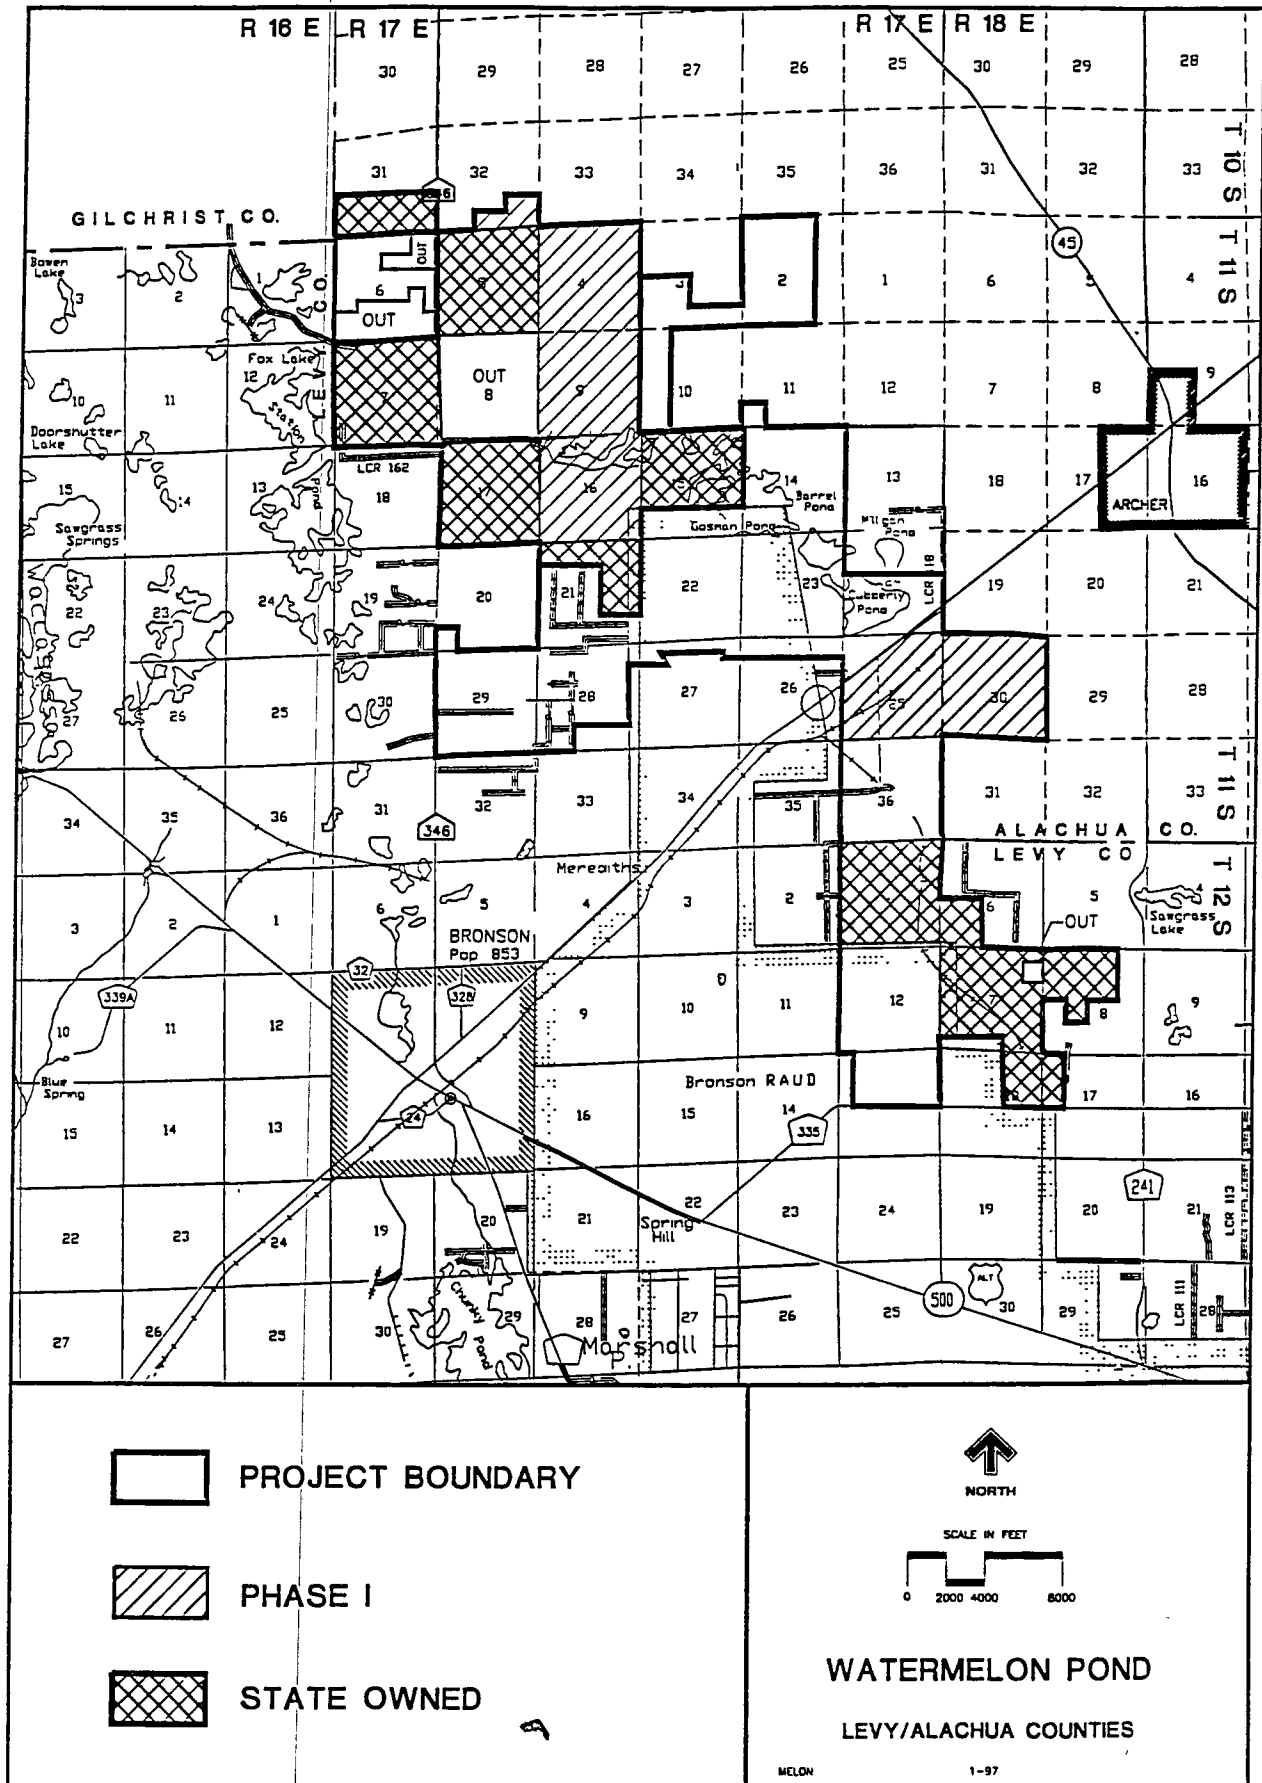 R 16 E R 17 E R 17 E R 18 E
30 29 28 27 26 25 30 29 28
T 10 S
31 32 33 34 35 36 31 32 33
GILCHRIST CO.
45
T 11 S
Bowen
Lake
3 2 1 6 OUT 4 2 1 6 5 4
LEVY CO.
OUT
Fox Lake
12 7 OUT
8 9 10 11 12 7 8 9
10 11
Station Pond
Doorshutter
Lake
LCR 162
15 14 13 18 16 14 13 18 17 16
ARCHER
Sawgrass
Springs
Barrel
Pond
Gosman Pond
22 23 24 19 20 21 22 23 19 20 21
Pond
27 26 25 30 29 28 27 26 25 30 29 28
T 11 S
34 35 36 31 32 33 34 35 36 31 32 33
346
ALACHUA CO.
LEVY CO
T 12 S
Merediths
3 2 1 6 5 4 3 2 6 5 4
OUT
Sawgrass
Lake
BRONSON
Pop 853
32
328
339A
10 11 12 9 10 11 12 7 8 9
Blue
Spring
Bronson RAUD
24
15 14 13 16 15 14 17 16
335
241
22 23 24 19 20 21 22 23 24 19 20 21
LCR 113
Spring
Hill
500
ALT
27 26 25 30 29 28 27 26 25 30 29 28
LCR 111
Chunky Pond
Marshall
PROJECT BOUNDARY
PHASE I
STATE OWNED
NORTH
SCALE IN FEET
0 2000 4000 8000
WATERMELON POND
LEVY/ALACHUA COUNTIES
MELON 1-97